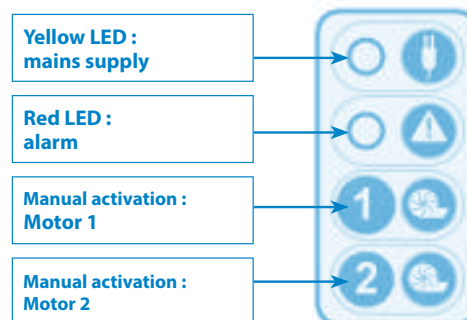 Yellow LED :
mains supply
Red LED :
alarm
Manual activation :
Motor 1
1
Manual activation :
Motor 2
2